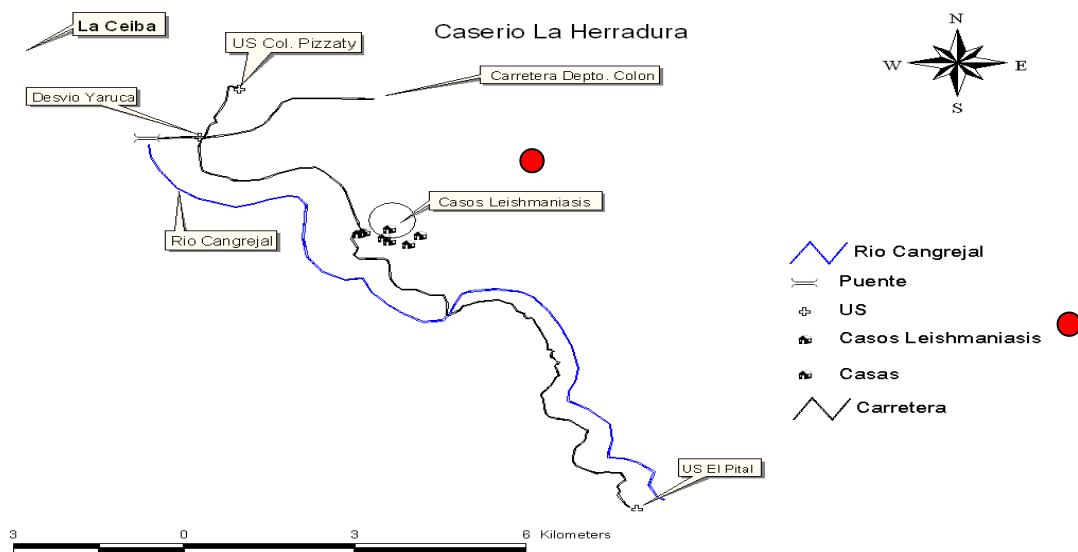 La Ceiba
US Col. Pizzaty
Caserio La Herradura
N
W
E
S
Carretera Depto. Colon
Desvio Yaruca
Casos Leishmaniasis
Rio Cangrejal
Rio Cangrejal
Puente
US
Casos Leishmaniasis
Casas
Carretera
US El Pital
3 0 3 6 Kilometers